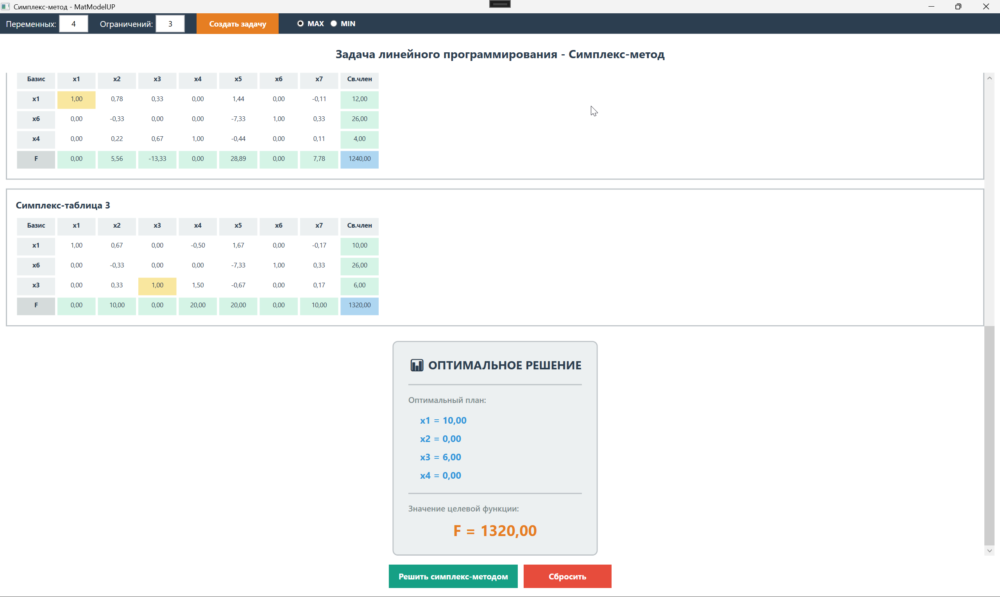 Симплекс-метод - MatModelUP
Переменных: 4 Ограничений: 3 Создать задачу MAX MIN
Задача линейного программирования - Симплекс-метод
Базис x1 x2 x3 x4 x5 x6 x7 Св.член
x1 1,00 0,78 0,33 0,00 1,44 0,00 -0,11 12,00
x6 0,00 -0,33 0,00 0,00 -7,33 1,00 0,33 26,00
x4 0,00 0,22 0,67 1,00 -0,44 0,00 0,11 4,00
F 0,00 5,56 -13,33 0,00 28,89 0,00 7,78 1240,00
Симплекс-таблица 3
Базис x1 x2 x3 x4 x5 x6 x7 Св.член
x1 1,00 0,67 0,00 -0,50 1,67 0,00 -0,17 10,00
x6 0,00 -0,33 0,00 0,00 -7,33 1,00 0,33 26,00
x3 0,00 0,33 1,00 1,50 -0,67 0,00 0,17 6,00
F 0,00 10,00 0,00 20,00 20,00 0,00 10,00 1320,00
ОПТИМАЛЬНОЕ РЕШЕНИЕ
Оптимальный план:
x1 = 10,00
x2 = 0,00
x3 = 6,00
x4 = 0,00
Значение целевой функции:
F = 1320,00
Решить симплекс-методом Сбросить